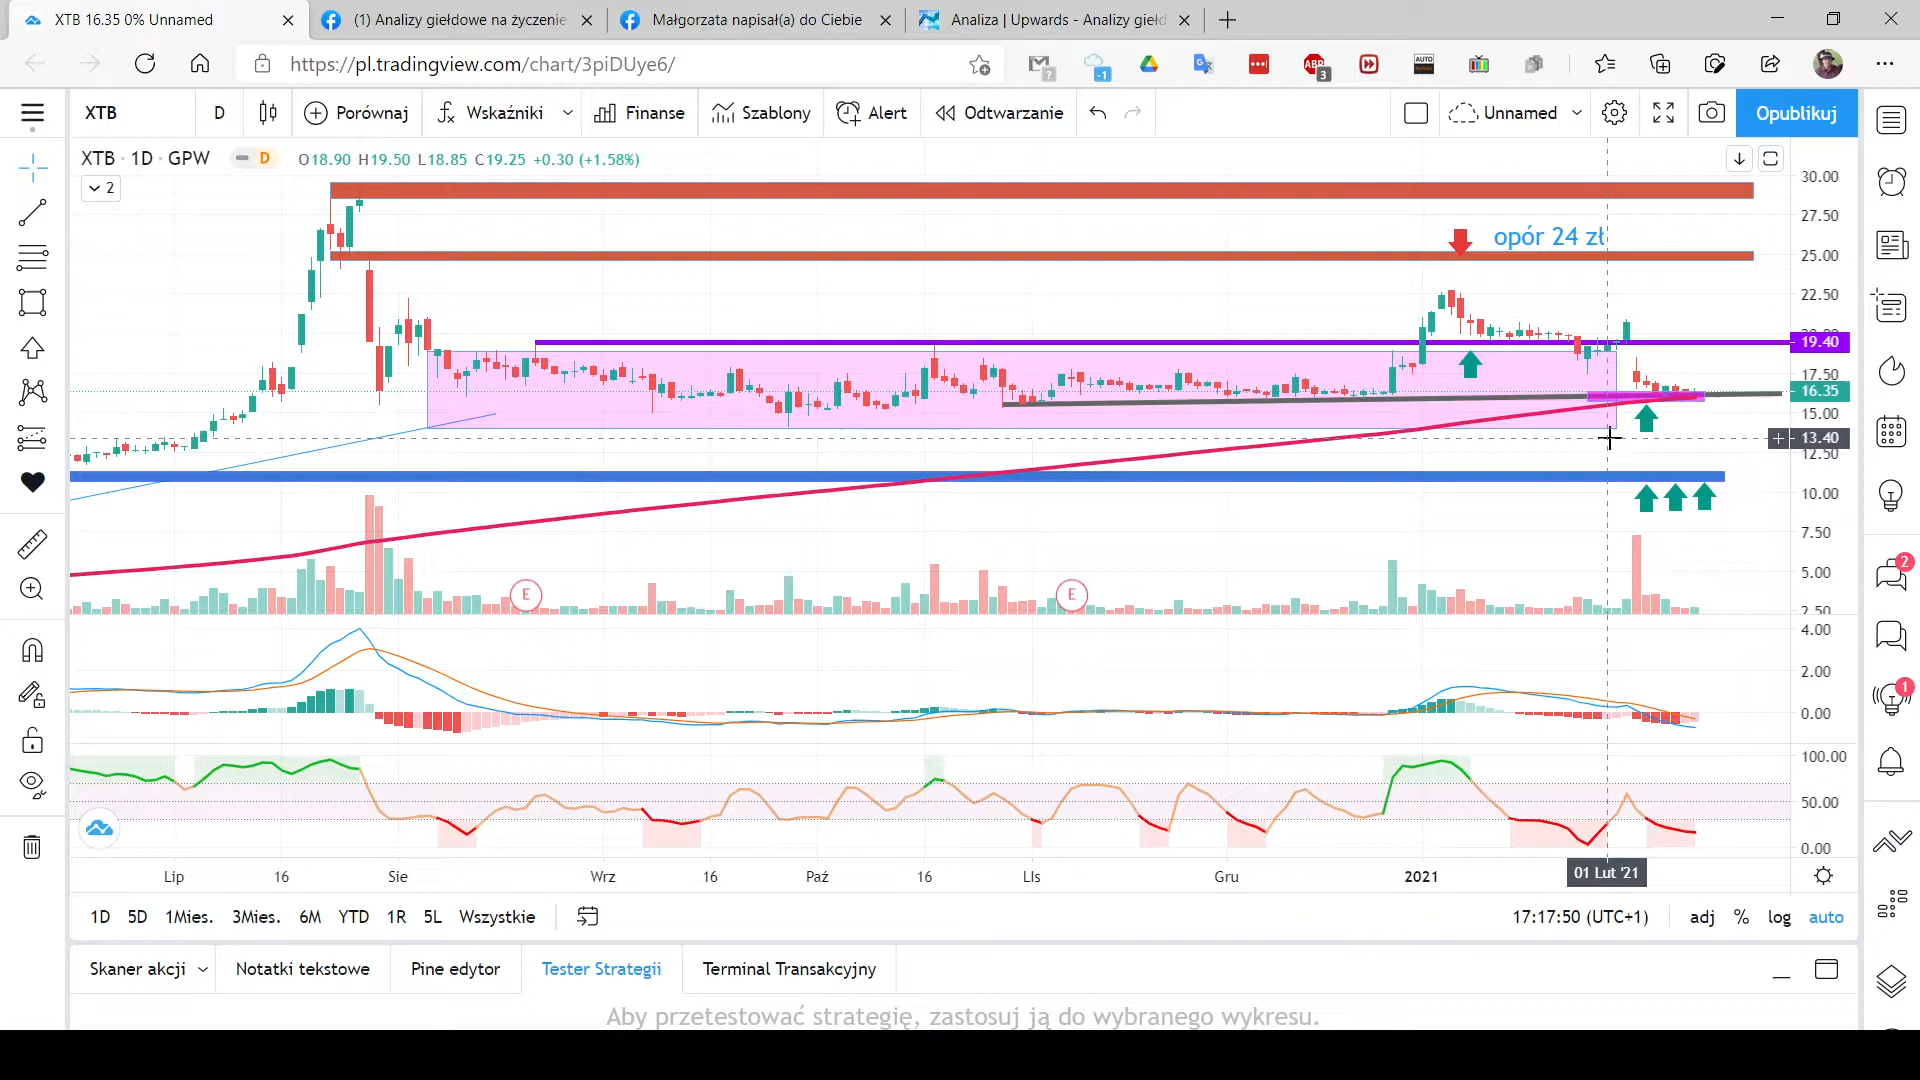 XTB 16.35 0% Unnamed
(1) Analizy giełdowe na życzenie
Małgorzata napisał(a) do Ciebie
Analiza | Upwards - Analizy giełd
https://pl.tradingview.com/chart/3piDUye6/
?
-1
ABP
3
AUTO
XTB
D
Porównaj
Wskaźniki
Finanse
Szablony
Alert
Odtwarzanie
Unnamed
Opublikuj
XTB · 1D · GPW
D
O18.90 H19.50 L18.85 C19.25 +0.30 (+1.58%)
2
opór 24 zł
30.00
27.50
25.00
22.50
20.00
19.40
17.50
16.35
15.00
13.40
12.50
10.00
7.50
5.00
2.50
E
E
4.00
2.00
0.00
100.00
50.00
0.00
2
1
Lip
16
Sie
Wrz
16
Paź
16
LIs
Gru
2021
01 Lut '21
1D
5D
1Mies.
3Mies.
6M
YTD
1R
5L
Wszystkie
17:17:50 (UTC+1)
adj
%
log
auto
Skaner akcji
Notatki tekstowe
Pine edytor
Tester Strategii
Terminal Transakcyjny
Aby przetestować strategię, zastosuj ją do wybranego wykresu.